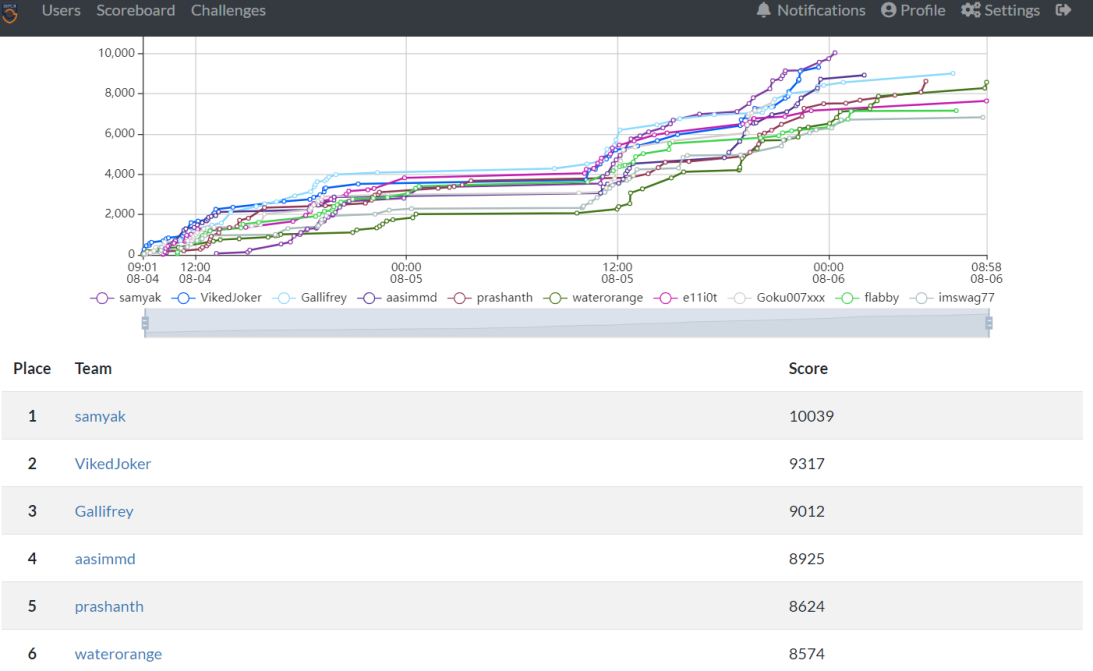 Users Scoreboard Challenges Notifications Profile Settings
10,000
8,000
6,000
4,000
2,000
0
09:01 12:00 00:00 12:00 00:00 08:58
08-04 08-04 08-05 08-05 08-06 08-06
samyak VikedJoker Gallifrey aasimmd prashanth waterorange e11i0t Goku007xxx flabby imswag77
Place Team Score
1 samyak 10039
2 VikedJoker 9317
3 Gallifrey 9012
4 aasimmd 8925
5 prashanth 8624
6 waterorange 8574